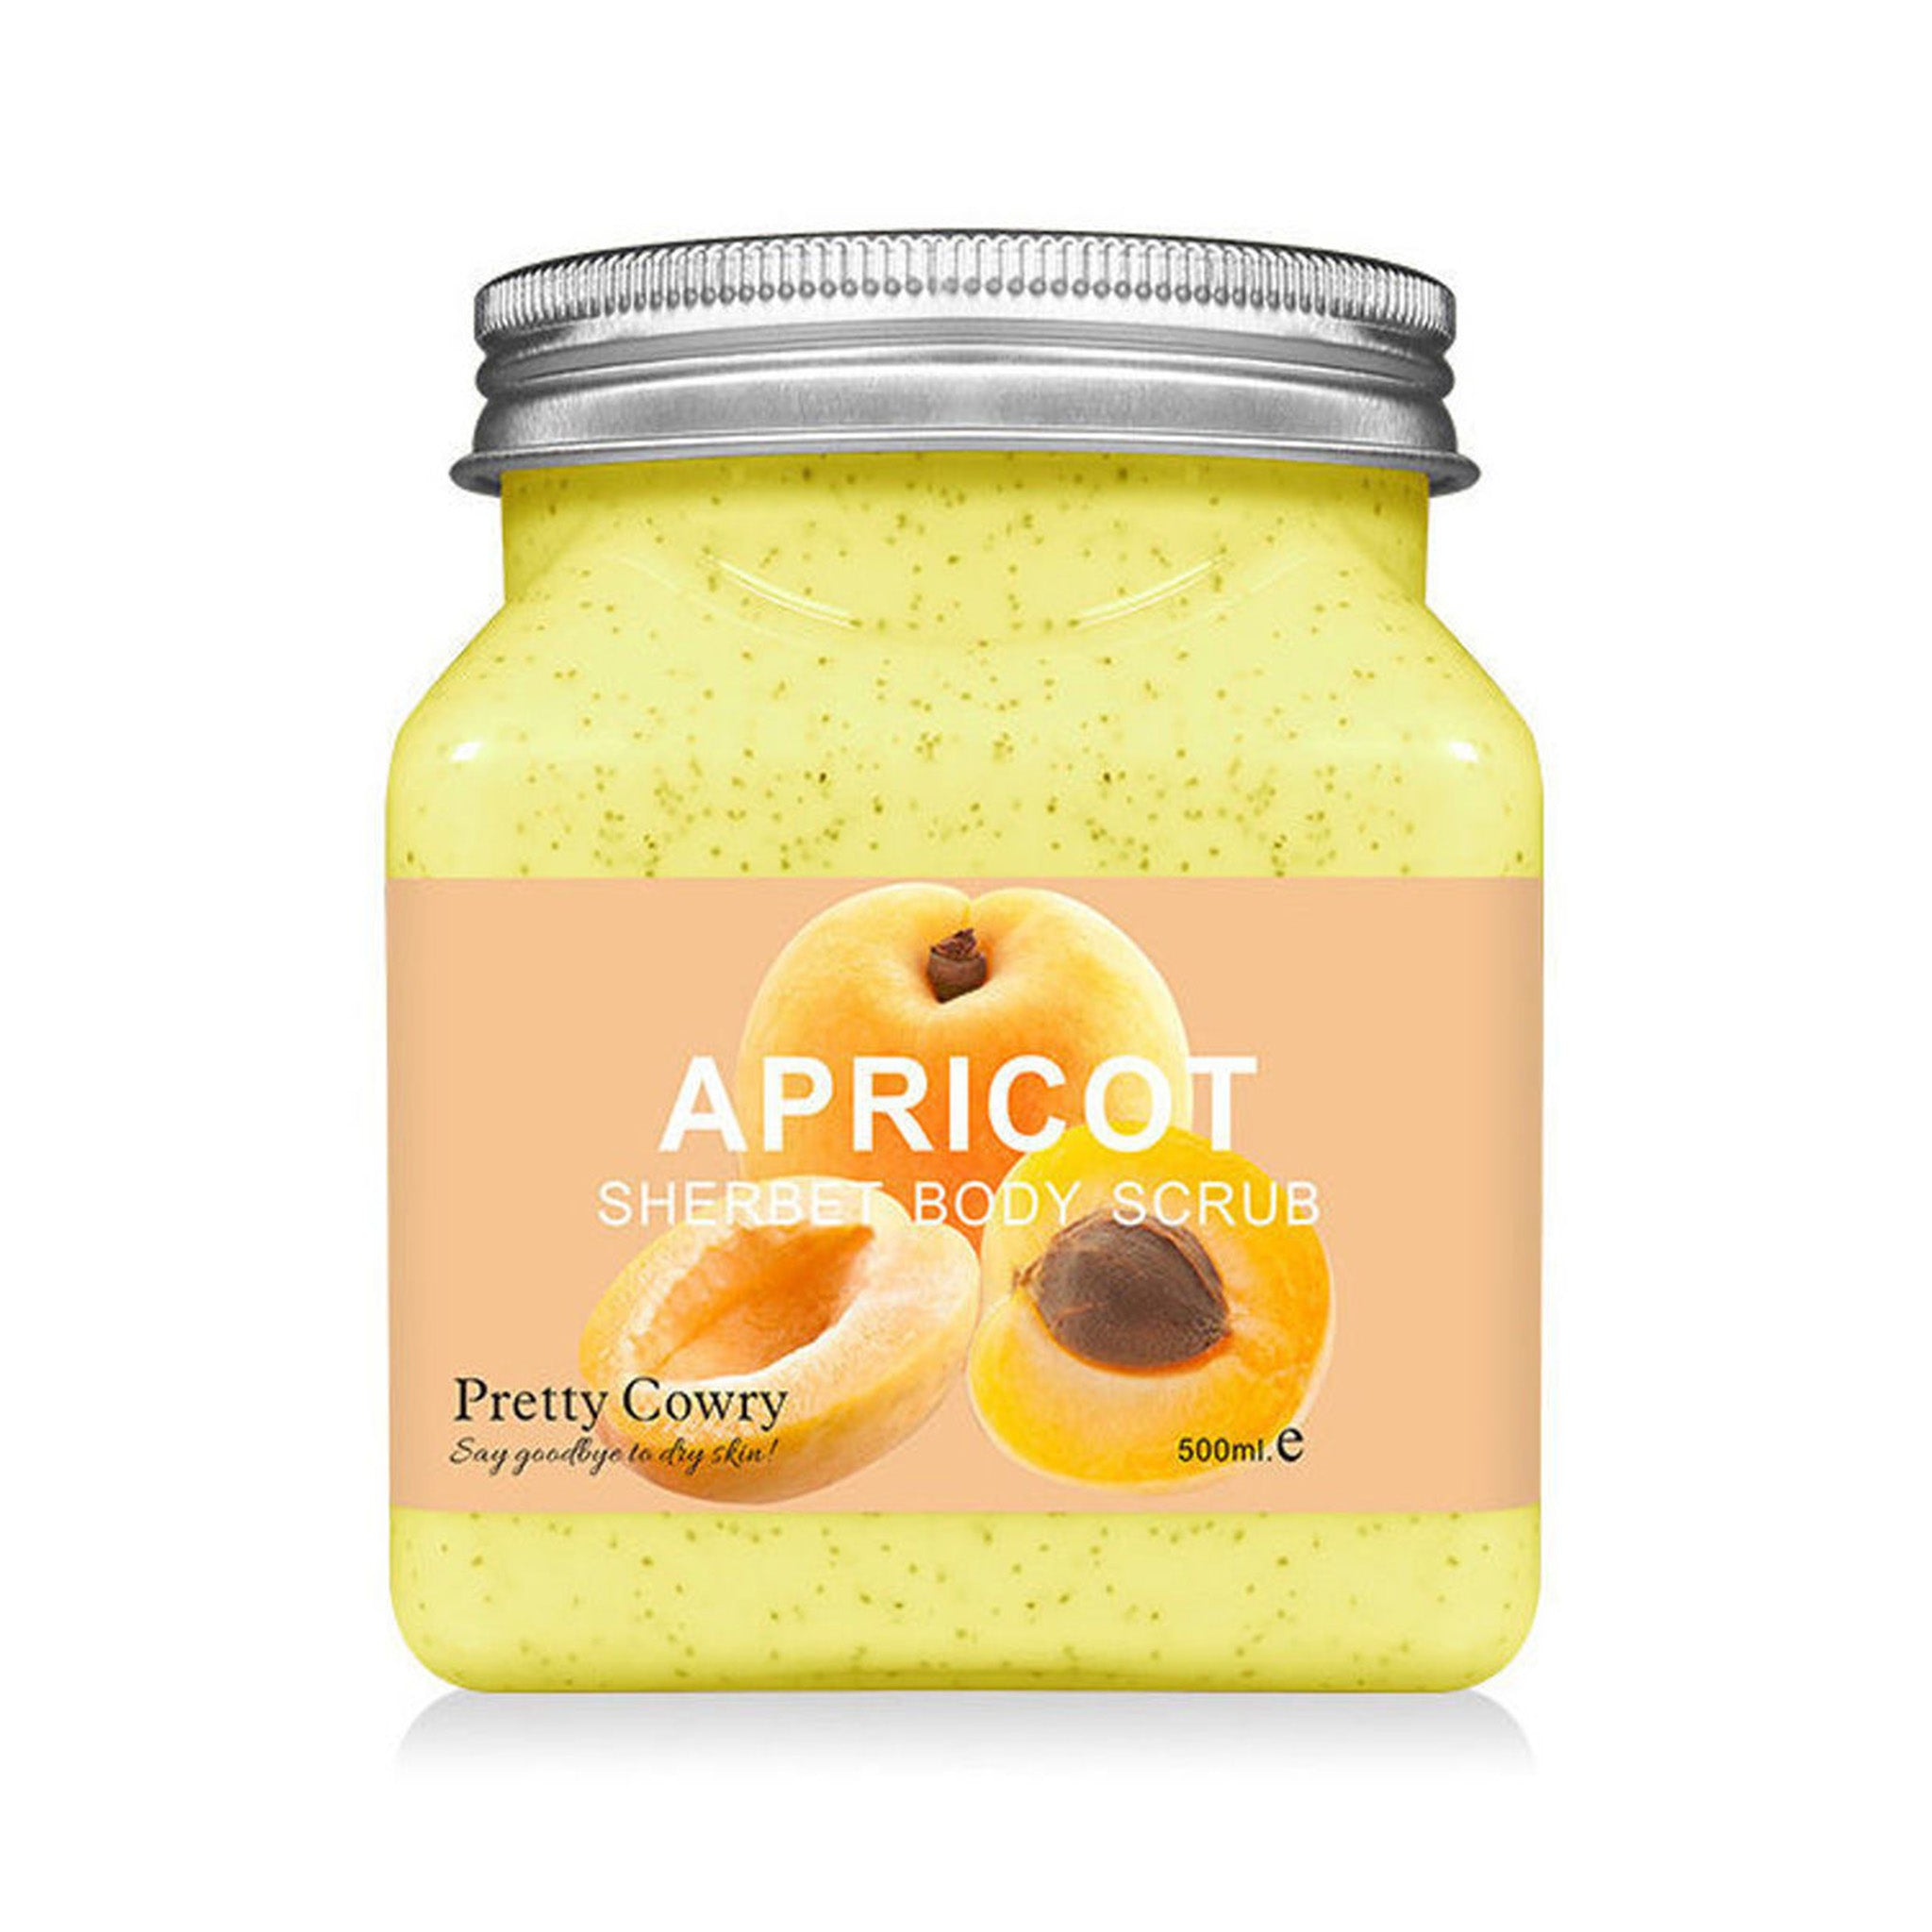 APRICOT
SHERBET BODY SCRUB
Pretty Cowry
Say goodbye to dry skin!
500ml. e